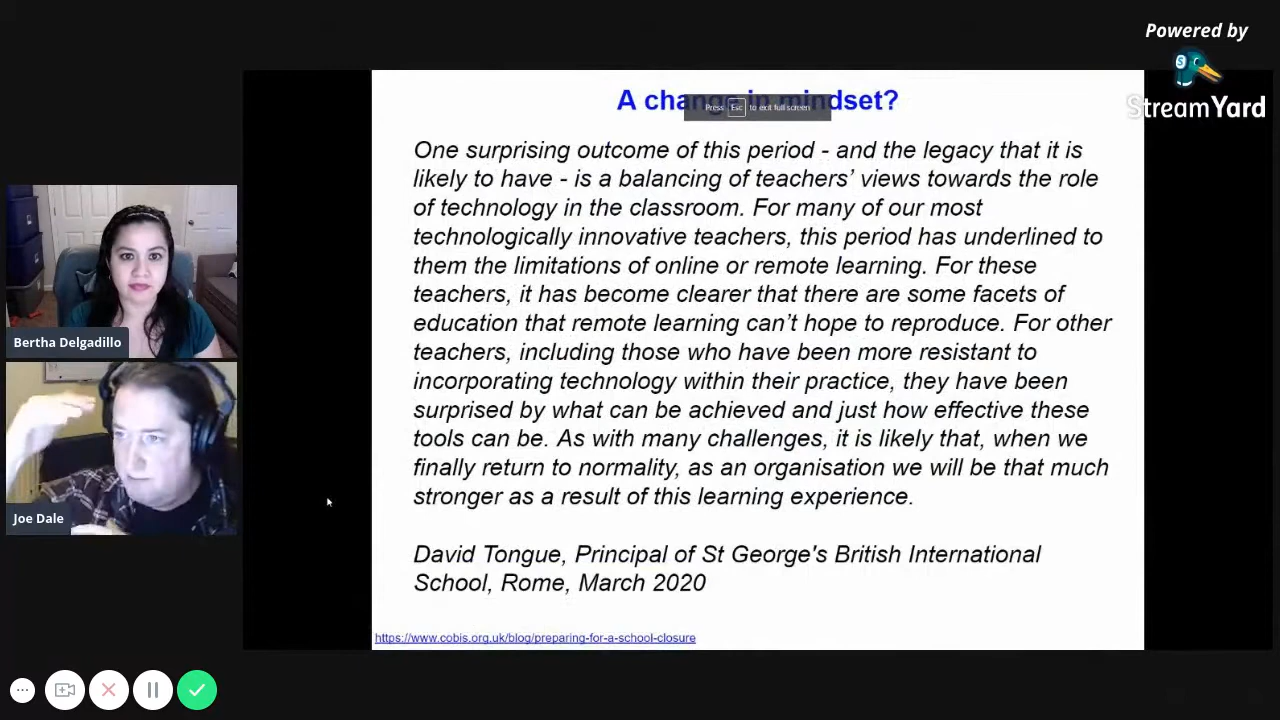 Powered by
StreamYard
A change in mindset?
Press Esc to exit full screen
One surprising outcome of this period - and the legacy that it is
likely to have - is a balancing of teachers’ views towards the role
of technology in the classroom. For many of our most
technologically innovative teachers, this period has underlined to
them the limitations of online or remote learning. For these
teachers, it has become clearer that there are some facets of
education that remote learning can’t hope to reproduce. For other
teachers, including those who have been more resistant to
incorporating technology within their practice, they have been
surprised by what can be achieved and just how effective these
tools can be. As with many challenges, it is likely that, when we
finally return to normality, as an organisation we will be that much
stronger as a result of this learning experience.
David Tongue, Principal of St George's British International
School, Rome, March 2020
https://www.cobis.org.uk/blog/preparing-for-a-school-closure
Bertha Delgadillo
Joe Dale